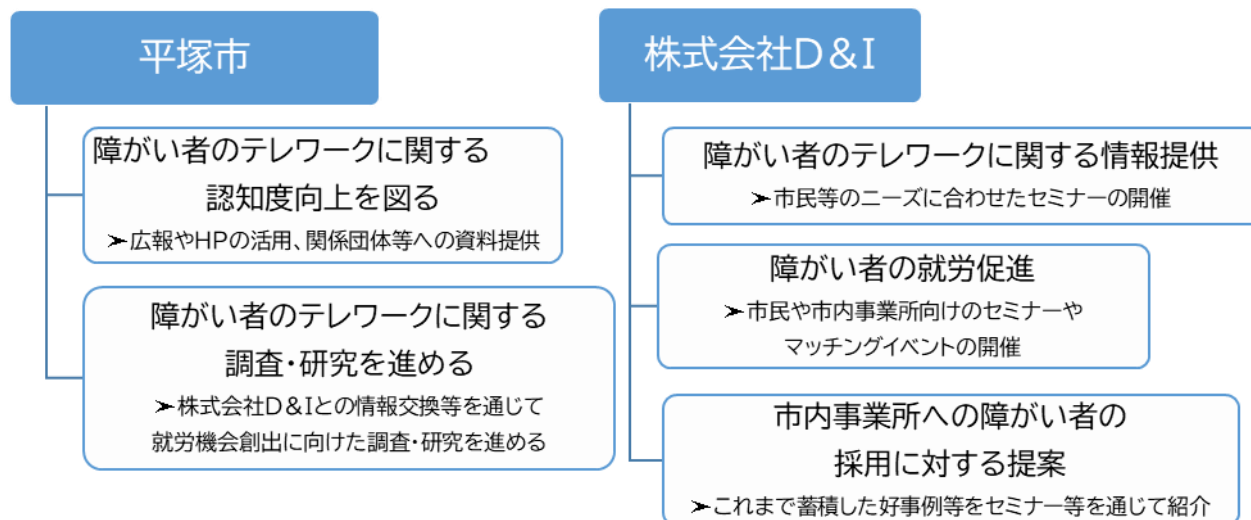 平塚市
障がい者のテレワークに関する
認知度向上を図る
➤広報やHPの活用、関係団体等への資料提供
障がい者のテレワークに関する
調査・研究を進める
➤株式会社D&Iとの情報交換等を通じて
就労機会創出に向けた調査・研究を進める
株式会社D&I
障がい者のテレワークに関する情報提供
➤市民等のニーズに合わせたセミナーの開催
障がい者の就労促進
➤市民や市内事業所向けのセミナーや
マッチングイベントの開催
市内事業所への障がい者の
採用に対する提案
➤これまで蓄積した好事例等をセミナー等を通じて紹介